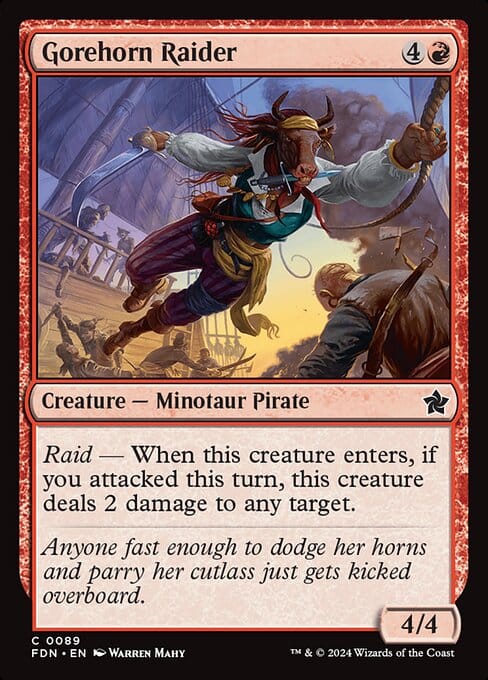 Gorehorn Raider 4
Creature — Minotaur Pirate
Raid — When this creature enters, if
you attacked this turn, this creature
deals 2 damage to any target.
Anyone fast enough to dodge her horns
and parry her cutlass just gets kicked
overboard.
4/4
C 0089
FDN • EN Warren Mahy
™ & © 2024 Wizards of the Coast